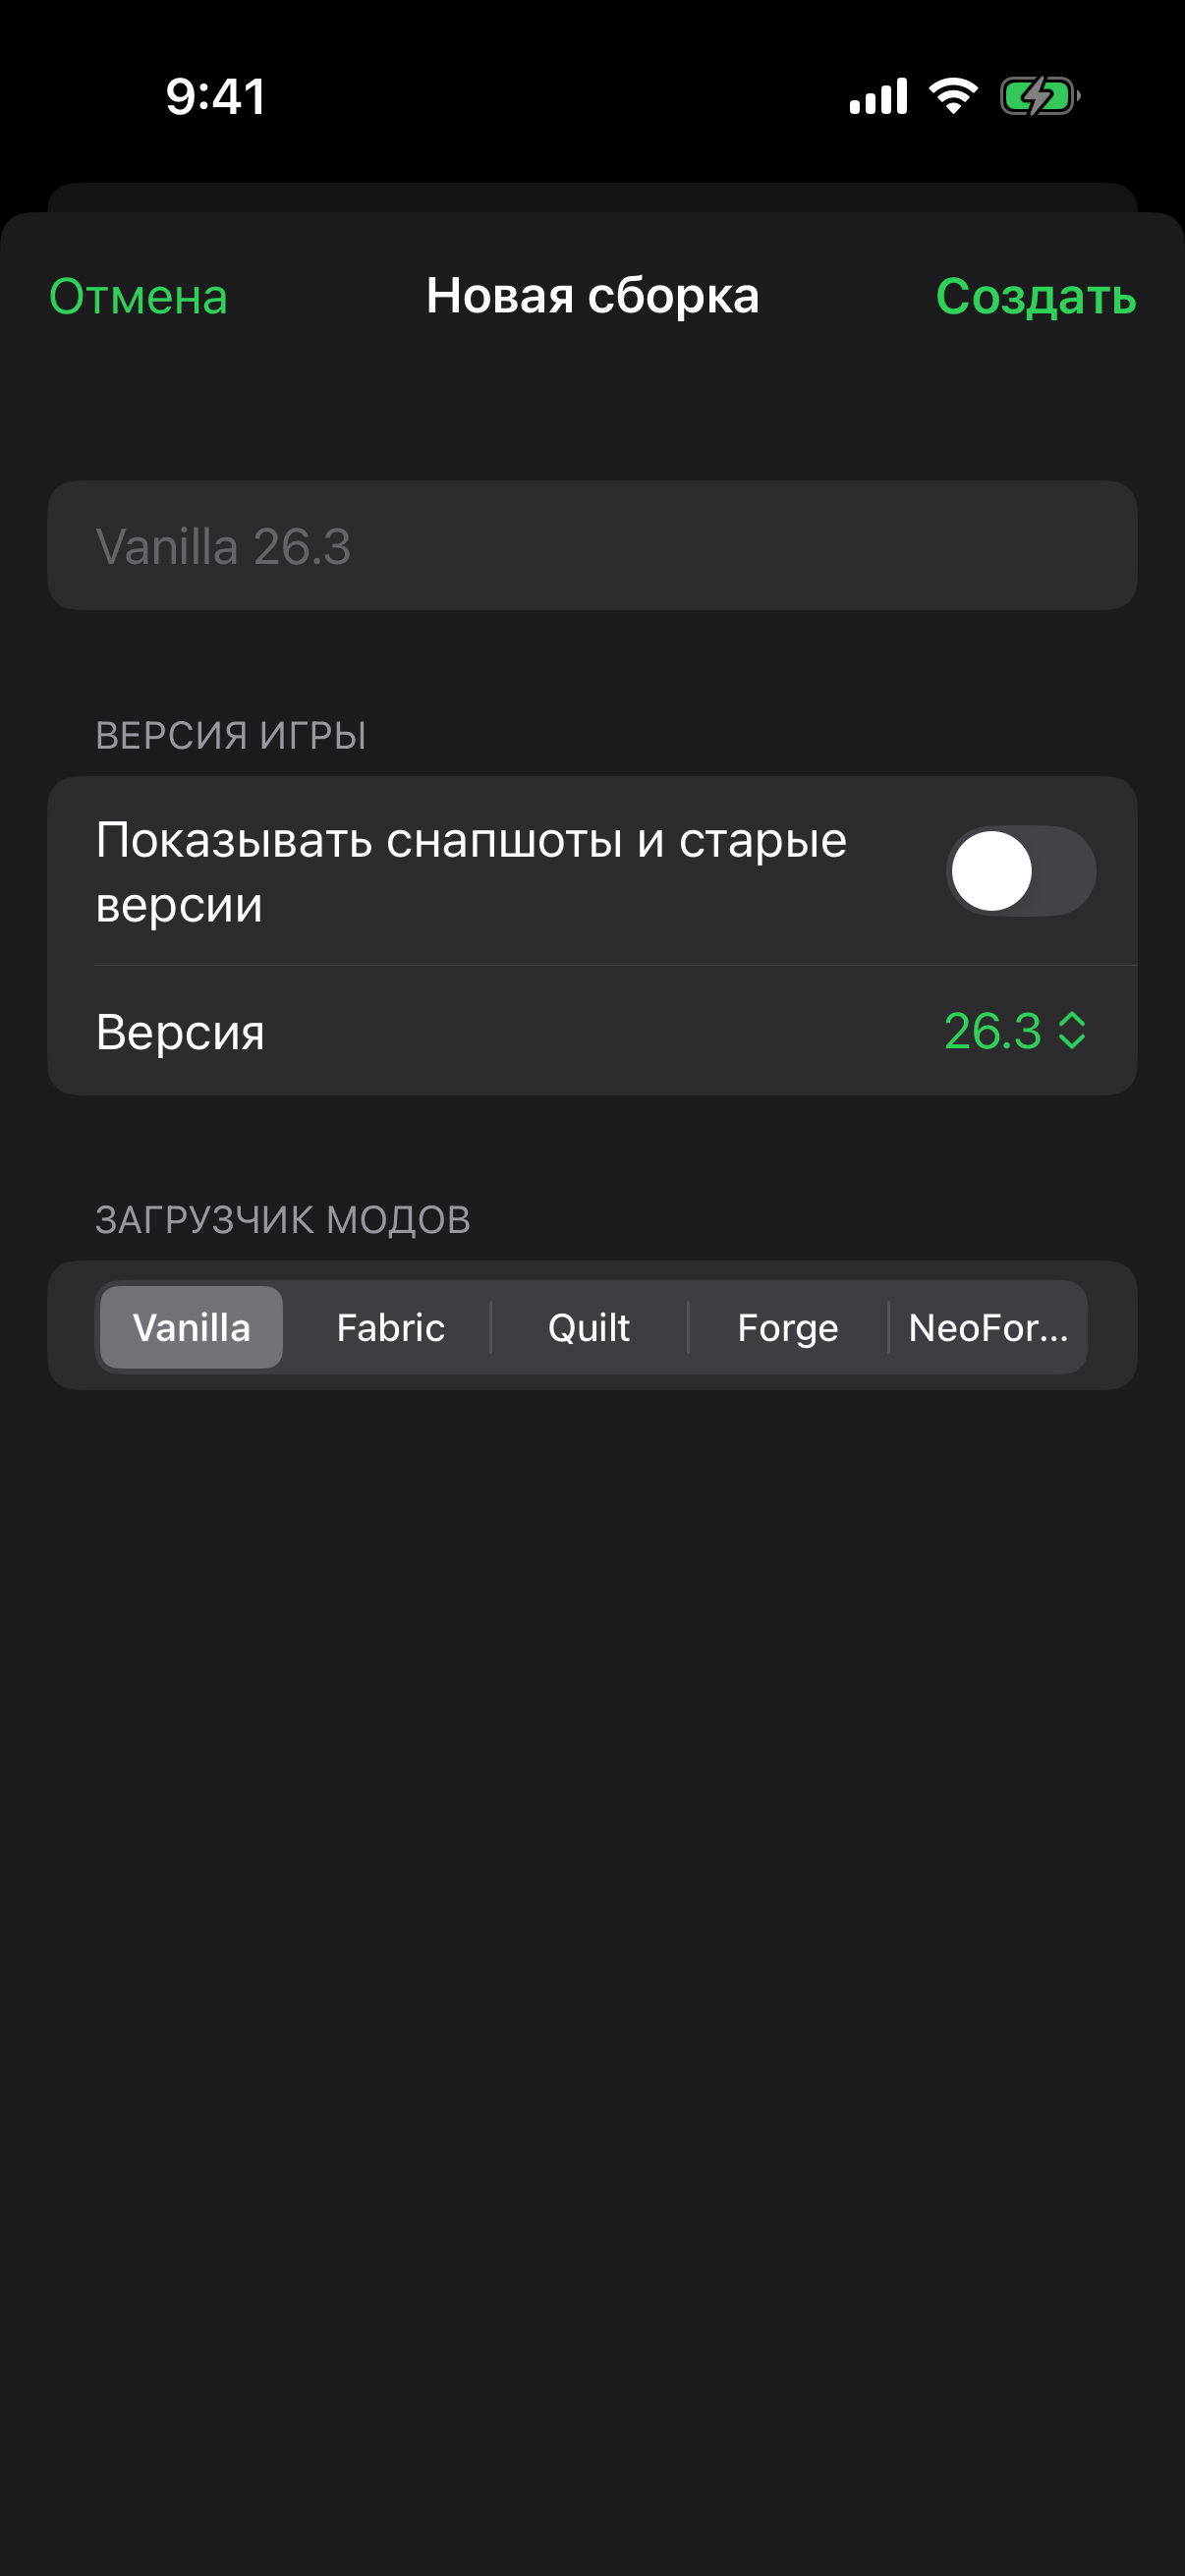 9:41
Отмена
Новая сборка
Создать
Vanilla 26.3
ВЕРСИЯ ИГРЫ
Показывать снапшоты и старые
версии
Версия
26.3
ЗАГРУЗЧИК МОДОВ
Vanilla
Fabric
Quilt
Forge
NeoFor...